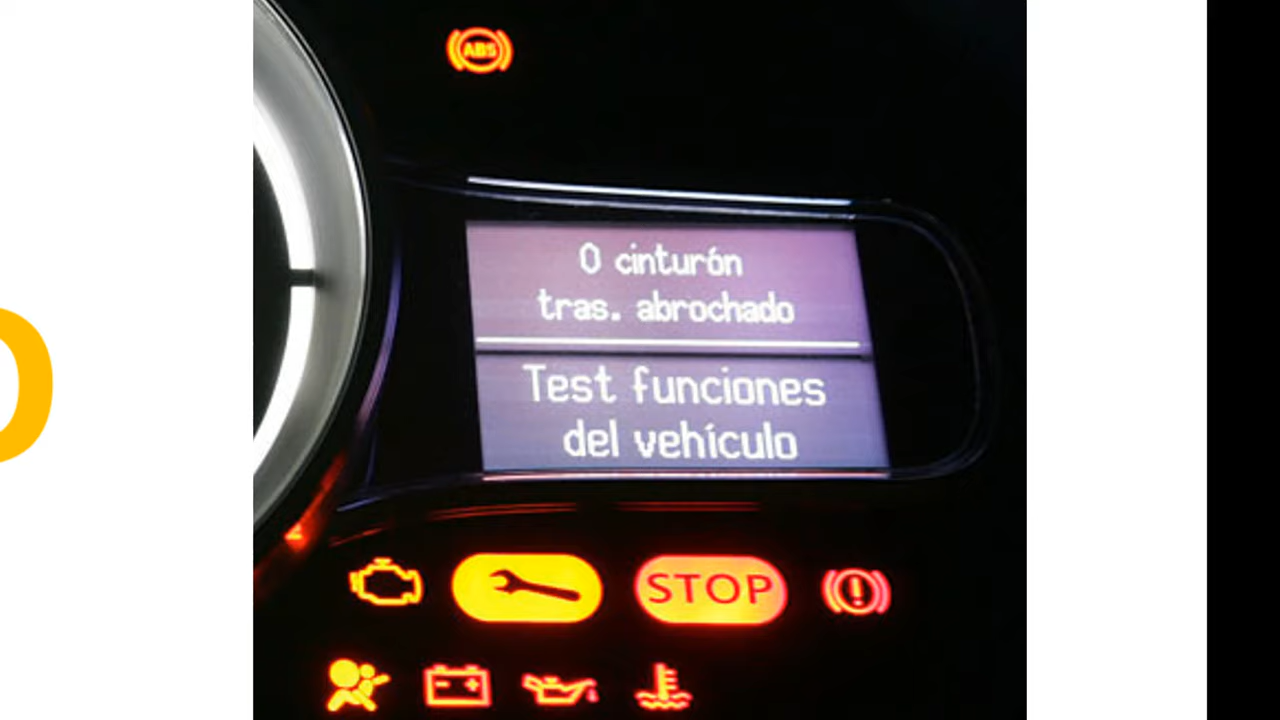 ABS
0 cinturón
tras. abrochado
Test funciones
del vehículo
STOP